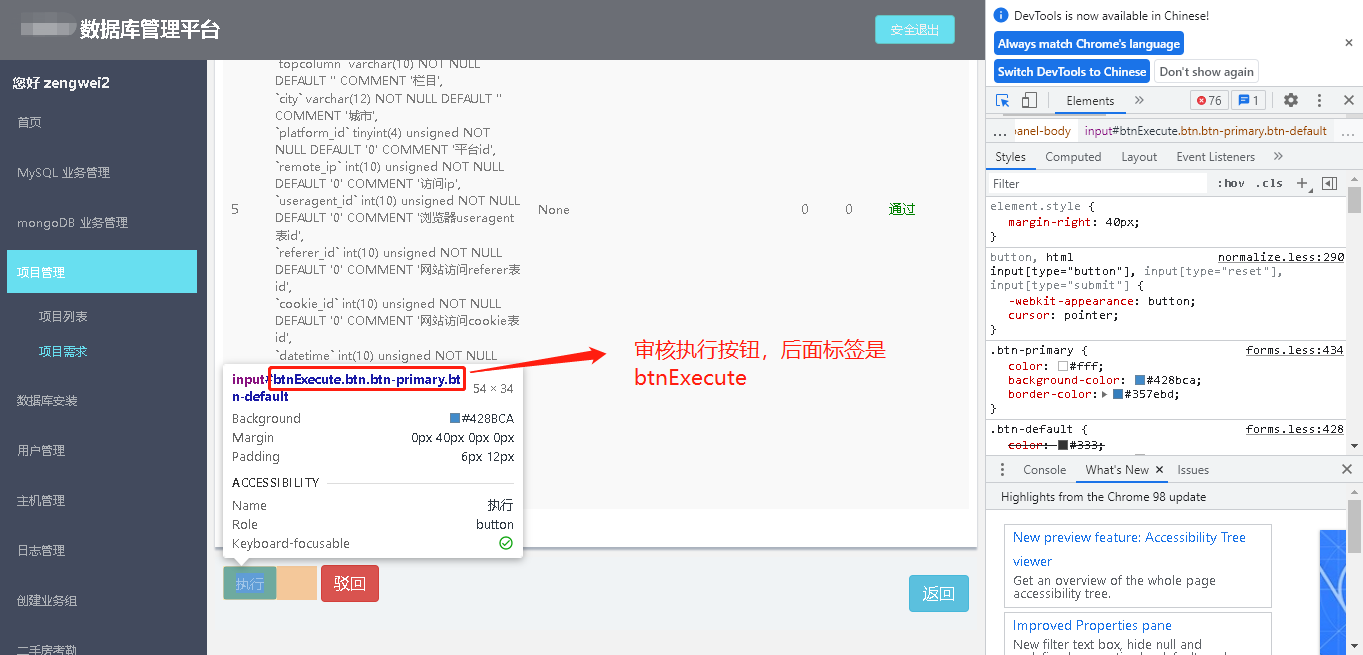 数据库管理平台
安全退出
您好 zengwei2
首页
MySQL 业务管理
mongoDB 业务管理
项目管理
项目列表
项目需求
数据库安装
用户管理
主机管理
日志管理
创建业务组
二手房考勤
`topcolumn` varchar(10) NOT NULL
DEFAULT '' COMMENT '栏目',
`city` varchar(12) NOT NULL DEFAULT ''
COMMENT '城市',
`platform_id` tinyint(4) unsigned NOT
NULL DEFAULT '0' COMMENT '平台id',
`remote_ip` int(10) unsigned NOT NULL
DEFAULT '0' COMMENT '访问ip',
`useragent_id` int(10) unsigned NOT NULL
DEFAULT '0' COMMENT '浏览器useragent
表id',
`referer_id` int(10) unsigned NOT NULL
DEFAULT '0' COMMENT '网站访问referer表
id',
`cookie_id` int(10) unsigned NOT NULL
DEFAULT '0' COMMENT '网站访问cookie表
id',
`datetime` int(10) unsigned NOT NULL
5
None
0
0
通过
input#btnExecute.btn.btn-primary.bt
n-default
54 × 34
Background
#428BCA
Margin
0px 40px 0px 0px
Padding
6px 12px
ACCESSIBILITY
Name
执行
Role
button
Keyboard-focusable
审核执行按钮，后面标签是
btnExecute
执行
驳回
返回
DevTools is now available in Chinese!
Always match Chrome's language
Switch DevTools to Chinese
Don't show again
Elements
76
1
... panel-body
input#btnExecute.btn.btn-primary.btn-default
...
Styles
Computed
Layout
Event Listeners
Filter
:hov
.cls
element.style {
margin-right: 40px;
}
button, html
normalize.less:290
input[type="button"], input[type="reset"],
input[type="submit"] {
-webkit-appearance: button;
cursor: pointer;
}
.btn-primary {
forms.less:434
color: #fff;
background-color: #428bca;
border-color: #357ebd;
}
.btn-default {
forms.less:428
color: #333;
Console
What's New
Issues
Highlights from the Chrome 98 update
New preview feature: Accessibility Tree
viewer
Get an overview of the whole page
accessibility tree.
Improved Properties pane
New filter text box, hide null and